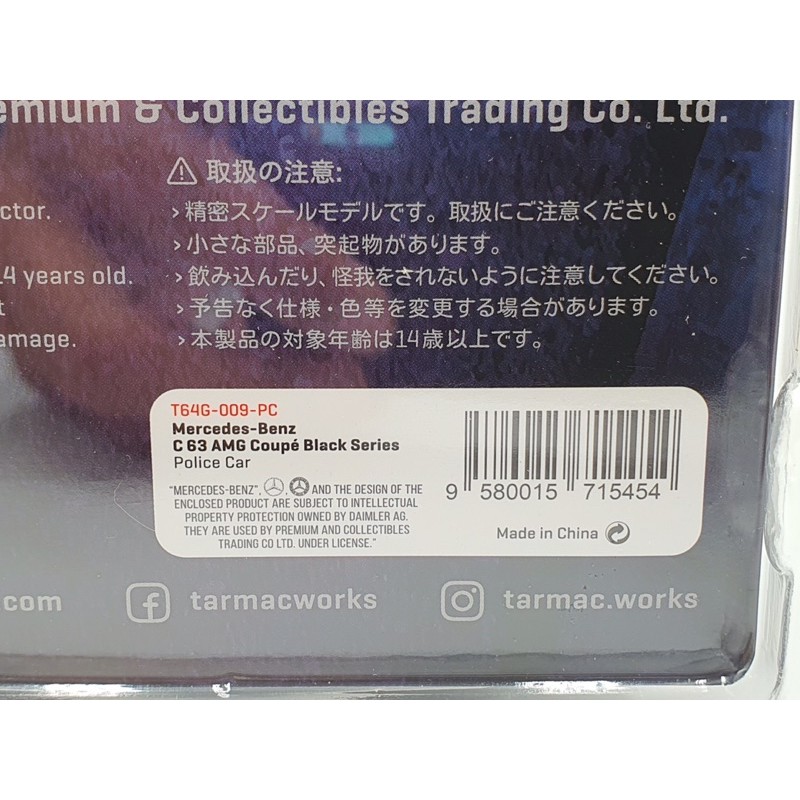 emium & Collectibles Trading Co. Ltd.
⚠ 取扱の注意:
ctor.
› 精密スケールモデルです。取扱にご注意ください。
› 小さな部品、突起物があります。
14 years old.
› 飲み込んだり、怪我をされないように注意してください。
t
› 予告なく仕様・色等を変更する場合があります。
amage.
› 本製品の対象年齢は14歳以上です。
T64G-009-PC
Mercedes-Benz
C 63 AMG Coupé Black Series
Police Car
"MERCEDES-BENZ", AND THE DESIGN OF THE
ENCLOSED PRODUCT ARE SUBJECT TO INTELLECTUAL
PROPERTY PROTECTION OWNED BY DAIMLER AG.
THEY ARE USED BY PREMIUM AND COLLECTIBLES
TRADING CO LTD. UNDER LICENSE."
9 580015 715454
Made in China
.com
tarmacworks
tarmac.works